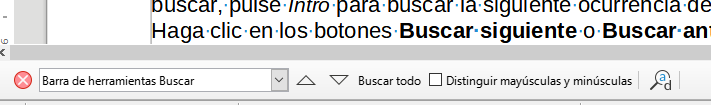 buscar, pulse Intro para buscar la siguiente ocurrencia de
Haga clic en los botones Buscar siguiente o Buscar ant
Barra de herramientas Buscar Buscar todo Distinguir mayúsculas y minúsculas